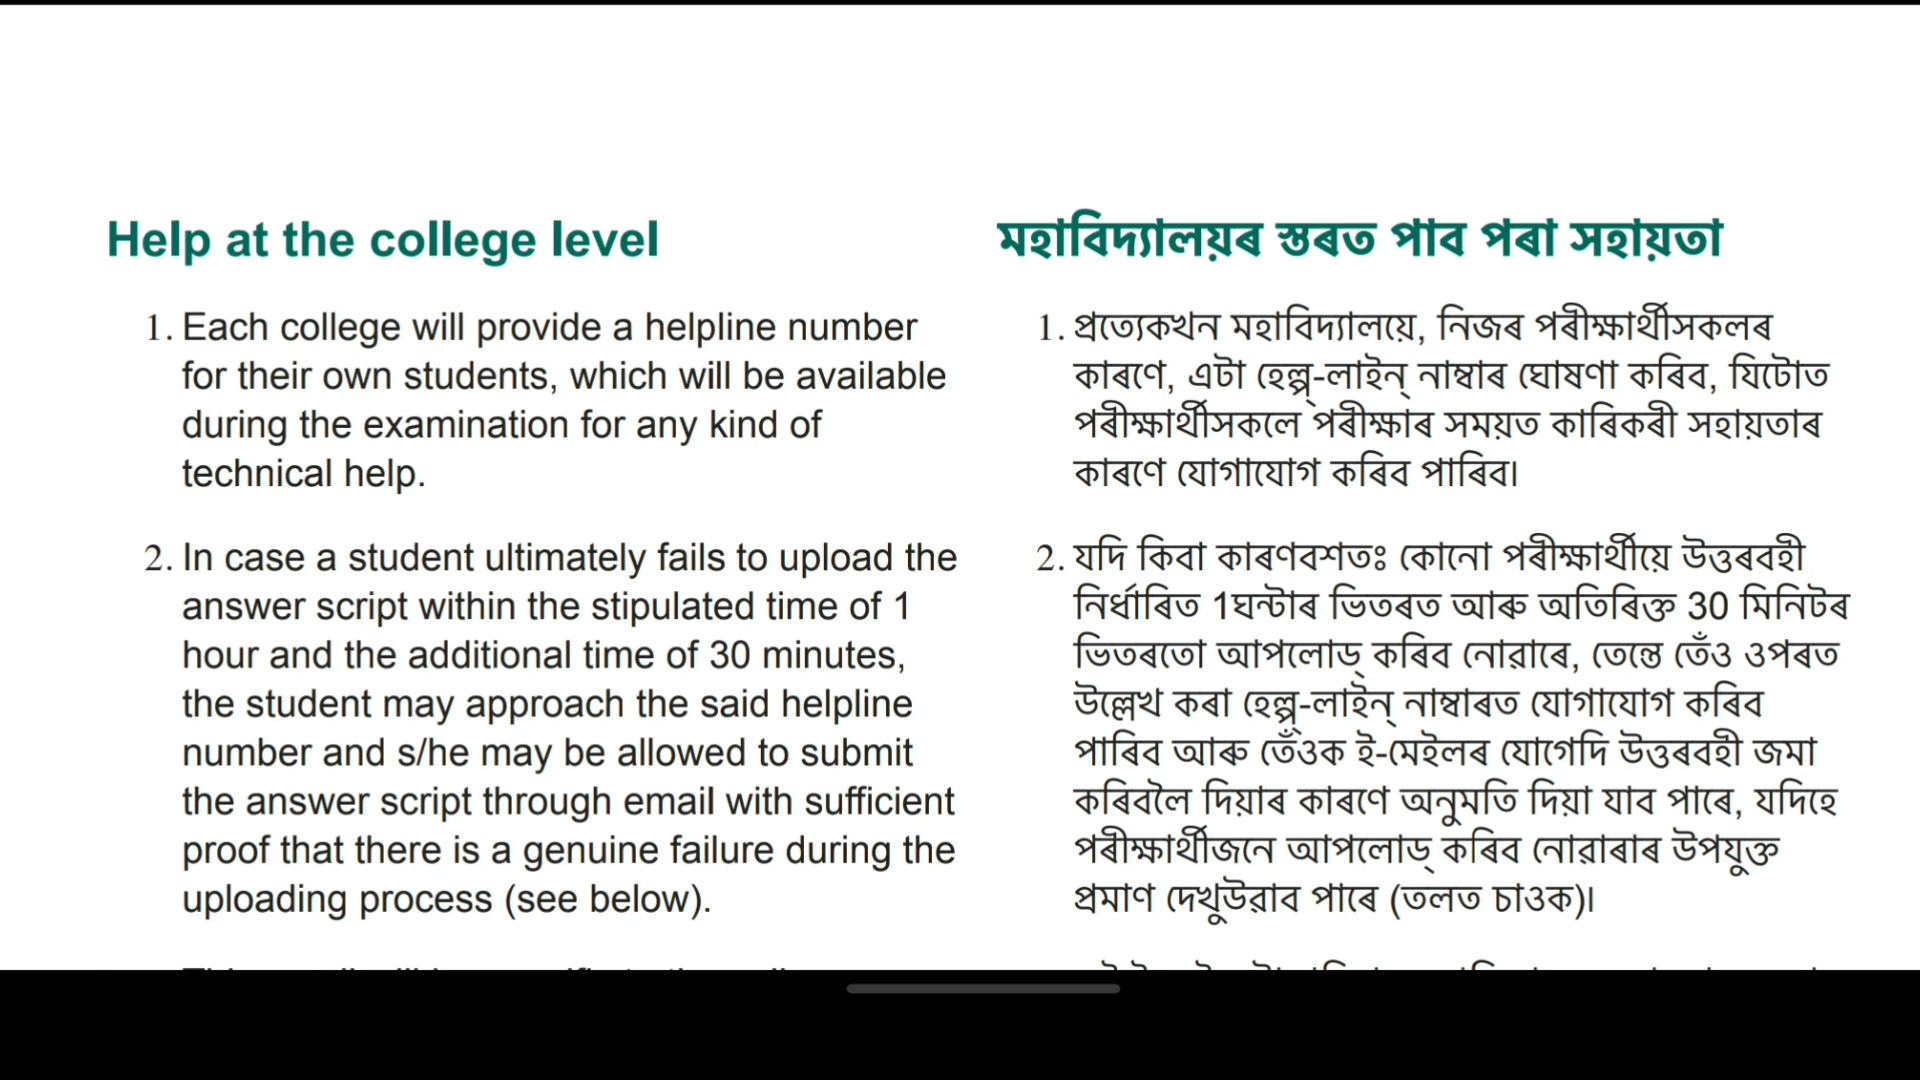 Help at the college level
1. Each college will provide a helpline number
for their own students, which will be available
during the examination for any kind of
technical help.
2. In case a student ultimately fails to upload the
answer script within the stipulated time of 1
hour and the additional time of 30 minutes,
the student may approach the said helpline
number and s/he may be allowed to submit
the answer script through email with sufficient
proof that there is a genuine failure during the
uploading process (see below).
মহাবিদ্যালয়ৰ স্তৰত পাব পৰা সহায়তা
1. প্ৰত্যেকখন মহাবিদ্যালয়ে, নিজৰ পৰীক্ষাৰ্থীসকলৰ
কাৰণে, এটা হেল্প্-লাইন্ নাম্বাৰ ঘোষণা কৰিব, যিটোত
পৰীক্ষাৰ্থীসকলে পৰীক্ষাৰ সময়ত কাৰিকৰী সহায়তাৰ
কাৰণে যোগাযোগ কৰিব পাৰিব।
2. যদি কিবা কাৰণবশতঃ কোনো পৰীক্ষাৰ্থীয়ে উত্তৰবহী
নিৰ্ধাৰিত 1ঘন্টাৰ ভিতৰত আৰু অতিৰিক্ত 30 মিনিটৰ
ভিতৰতো আপলোড্ কৰিব নোৱাৰে, তেন্তে তেঁও ওপৰত
উল্লেখ কৰা হেল্প্-লাইন্ নাম্বাৰত যোগাযোগ কৰিব
পাৰিব আৰু তেঁওক ই-মেইলৰ যোগেদি উত্তৰবহী জমা
কৰিবলৈ দিয়াৰ কাৰণে অনুমতি দিয়া যাব পাৰে, যদিহে
পৰীক্ষাৰ্থীজনে আপলোড্ কৰিব নোৱাৰাৰ উপযুক্ত
প্ৰমাণ দেখুউৱাব পাৰে (তলত চাওক)।